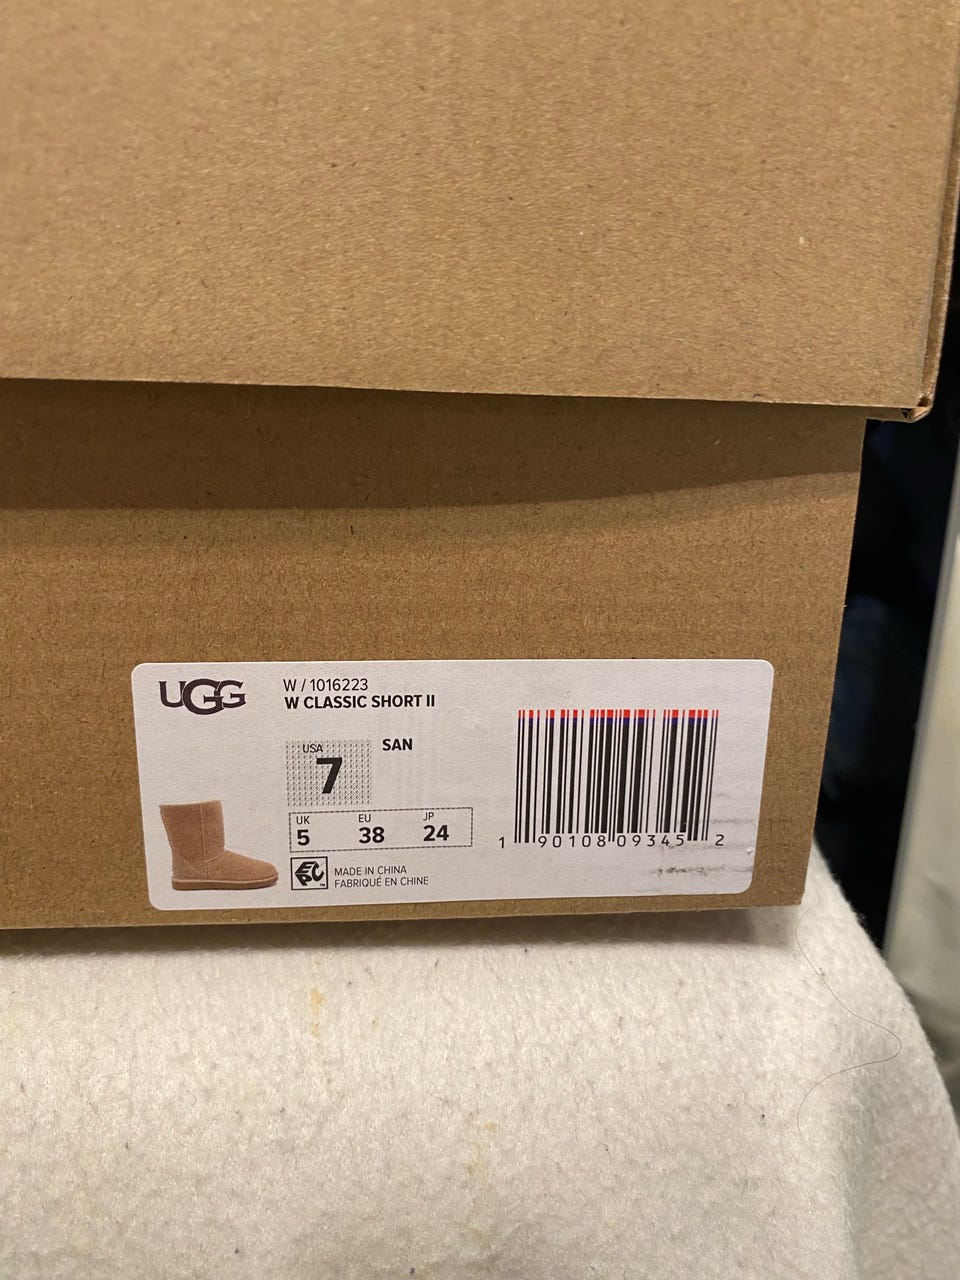 UGG
W / 1016223
W CLASSIC SHORT II
USA
7
SAN
UK EU JP
5 38 24
EPC™
MADE IN CHINA
FABRIQUÉ EN CHINE
1 90108 09345 2